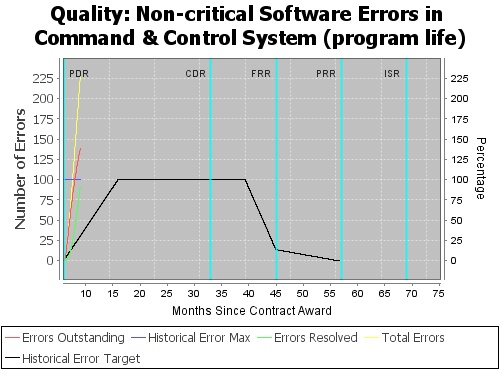 Quality: Non-critical Software Errors in
Command & Control System (program life)
PDR CDR FRR PRR ISR
225 225
200 200
175 175
150 150
125 125
100 100
75 75
50 50
25 25
0 0
Number of Errors
Percentage
10 15 20 25 30 35 40 45 50 55 60 65 70 75
Months Since Contract Award
Errors Outstanding Historical Error Max Errors Resolved Total Errors
Historical Error Target